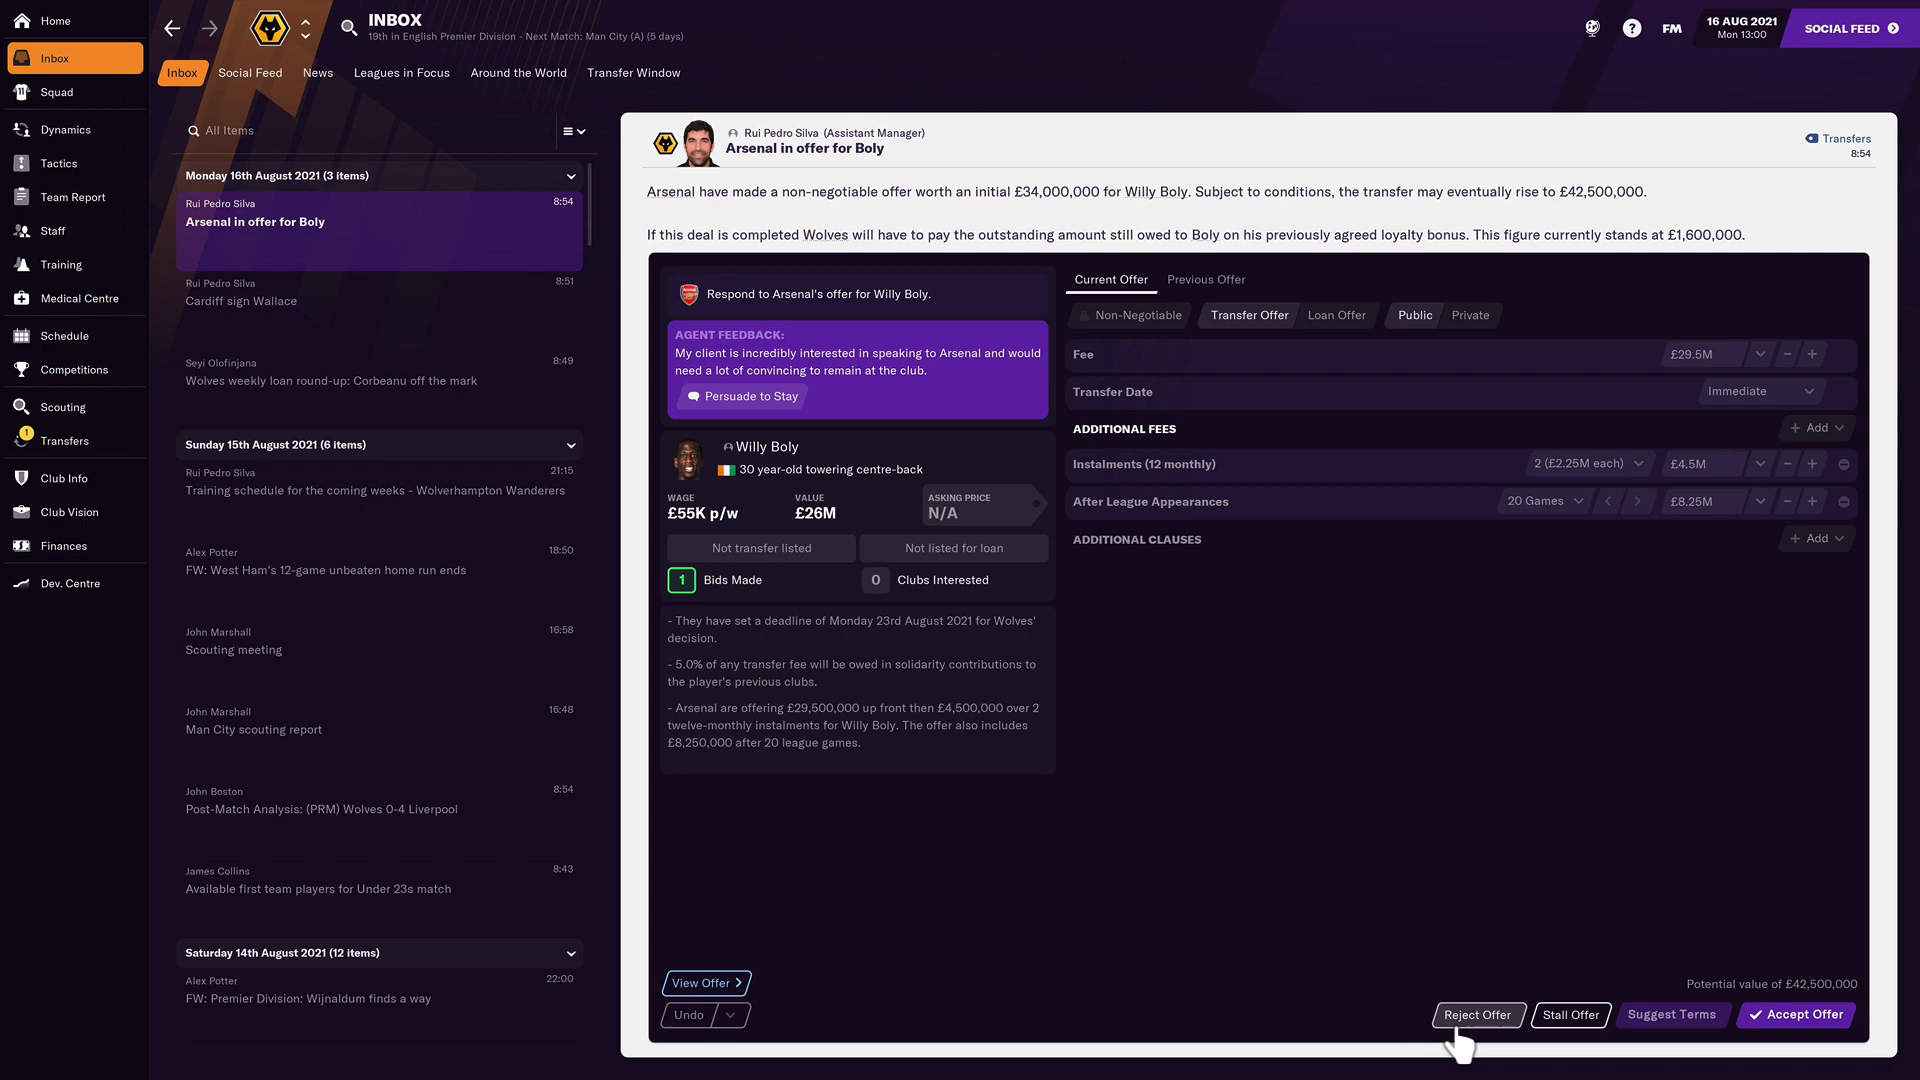 Home
Inbox
Squad
Dynamics
Tactics
Team Report
Staff
Training
Medical Centre
Schedule
Competitions
Scouting
1
Transfers
Club Info
Club Vision
Finances
Dev. Centre
INBOX
19th in English Premier Division - Next Match: Man City (A) (5 days)
?
FM
16 AUG 2021
Mon 13:00
SOCIAL FEED
Inbox
Social Feed
News
Leagues in Focus
Around the World
Transfer Window
All Items
Monday 16th August 2021 (3 items)
Rui Pedro Silva 8:54
Arsenal in offer for Boly
Rui Pedro Silva 8:51
Cardiff sign Wallace
Seyi Olofinjana 8:49
Wolves weekly loan round-up: Corbeanu off the mark
Sunday 15th August 2021 (6 items)
Rui Pedro Silva 21:15
Training schedule for the coming weeks - Wolverhampton Wanderers
Alex Potter 18:50
FW: West Ham's 12-game unbeaten home run ends
John Marshall 16:58
Scouting meeting
John Marshall 16:48
Man City scouting report
John Boston 8:54
Post-Match Analysis: (PRM) Wolves 0-4 Liverpool
James Collins 8:43
Available first team players for Under 23s match
Saturday 14th August 2021 (12 items)
Alex Potter 22:00
FW: Premier Division: Wijnaldum finds a way
Rui Pedro Silva (Assistant Manager)
Arsenal in offer for Boly
Transfers
8:54
Arsenal have made a non-negotiable offer worth an initial £34,000,000 for Willy Boly. Subject to conditions, the transfer may eventually rise to £42,500,000.
If this deal is completed Wolves will have to pay the outstanding amount still owed to Boly on his previously agreed loyalty bonus. This figure currently stands at £1,600,000.
Respond to Arsenal's offer for Willy Boly.
AGENT FEEDBACK:
My client is incredibly interested in speaking to Arsenal and would
need a lot of convincing to remain at the club.
Persuade to Stay
Willy Boly
30 year-old towering centre-back
WAGE VALUE ASKING PRICE
£55K p/w £26M N/A
Not transfer listed Not listed for loan
1 Bids Made 0 Clubs Interested
- They have set a deadline of Monday 23rd August 2021 for Wolves'
decision.
- 5.0% of any transfer fee will be owed in solidarity contributions to
the player's previous clubs.
- Arsenal are offering £29,500,000 up front then £4,500,000 over 2
twelve-monthly instalments for Willy Boly. The offer also includes
£8,250,000 after 20 league games.
View Offer
Undo
Current Offer Previous Offer
Non-Negotiable Transfer Offer Loan Offer Public Private
Fee £29.5M
Transfer Date Immediate
ADDITIONAL FEES + Add
Instalments (12 monthly) 2 (£2.25M each) £4.5M
After League Appearances 20 Games £8.25M
ADDITIONAL CLAUSES + Add
Potential value of £42,500,000
Reject Offer Stall Offer Suggest Terms Accept Offer